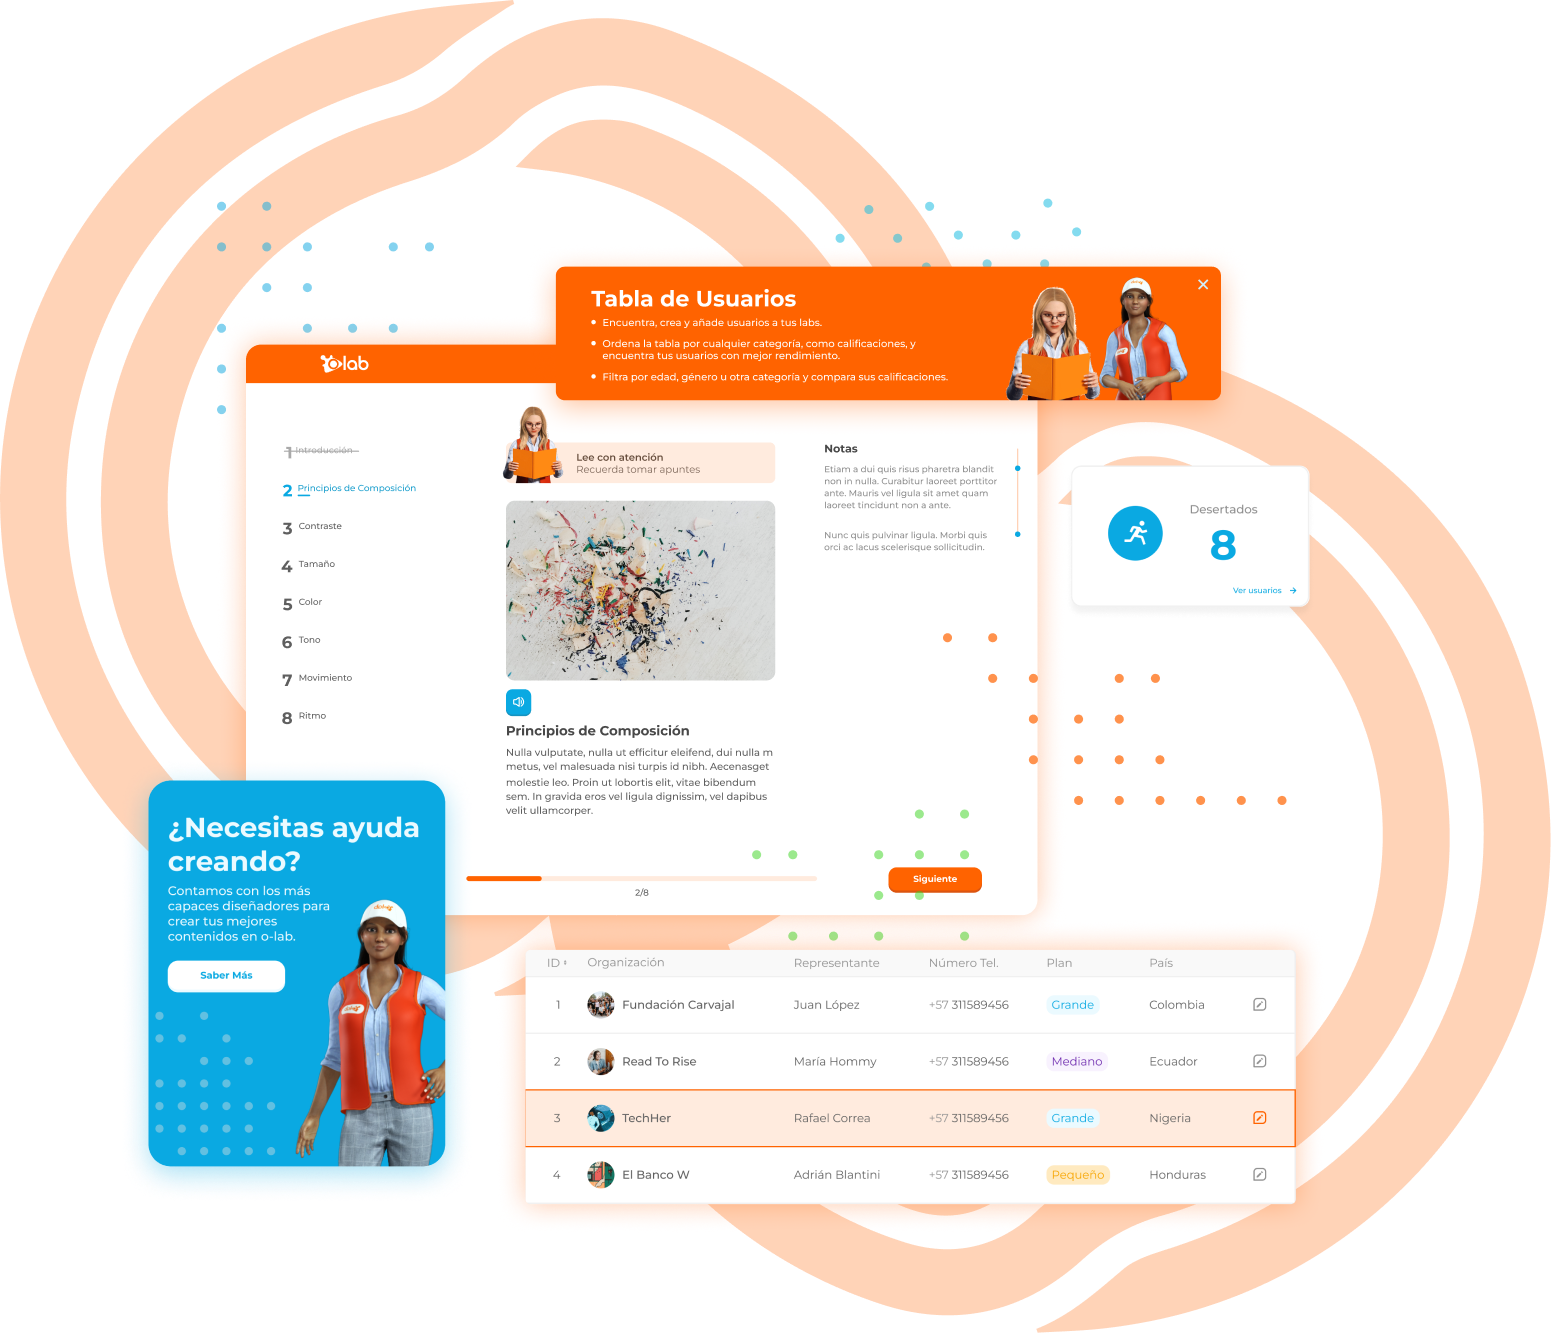 Tabla de Usuarios
Encuentra, crea y añade usuarios a tus labs.
Ordena la tabla por cualquier categoría, como calificaciones, y
encuentra tus usuarios con mejor rendimiento.
Filtra por edad, género u otra categoría y compara sus calificaciones.
o-lab
1 Introducción
2 Principios de Composición
3 Contraste
4 Tamaño
5 Color
6 Tono
7 Movimiento
8 Ritmo
Lee con atención
Recuerda tomar apuntes
Principios de Composición
Nulla vulputate, nulla ut efficitur eleifend, dui nulla m
metus, vel malesuada nisi turpis id nibh. Aecenasget
molestie leo. Proin ut lobortis elit, vitae bibendum
sem. In gravida eros vel ligula dignissim, vel dapibus
velit ullamcorper.
2/8
Notas
Etiam a dui quis risus pharetra blandit
non in nulla. Curabitur laoreet porttitor
ante. Mauris vel ligula sit amet quam
laoreet tincidunt non a ante.
Nunc quis pulvinar ligula. Morbi quis
orci ac lacus scelerisque sollicitudin.
Siguiente
Desertados
8
Ver usuarios
¿Necesitas ayuda
creando?
Contamos con los más
capaces diseñadores para
crear tus mejores
contenidos en o-lab.
Saber Más
ID Organización Representante Número Tel. Plan País
1 Fundación Carvajal Juan López +57 311589456 Grande Colombia
2 Read To Rise María Hommy +57 311589456 Mediano Ecuador
3 TechHer Rafael Correa +57 311589456 Grande Nigeria
4 El Banco W Adrián Blantini +57 311589456 Pequeño Honduras